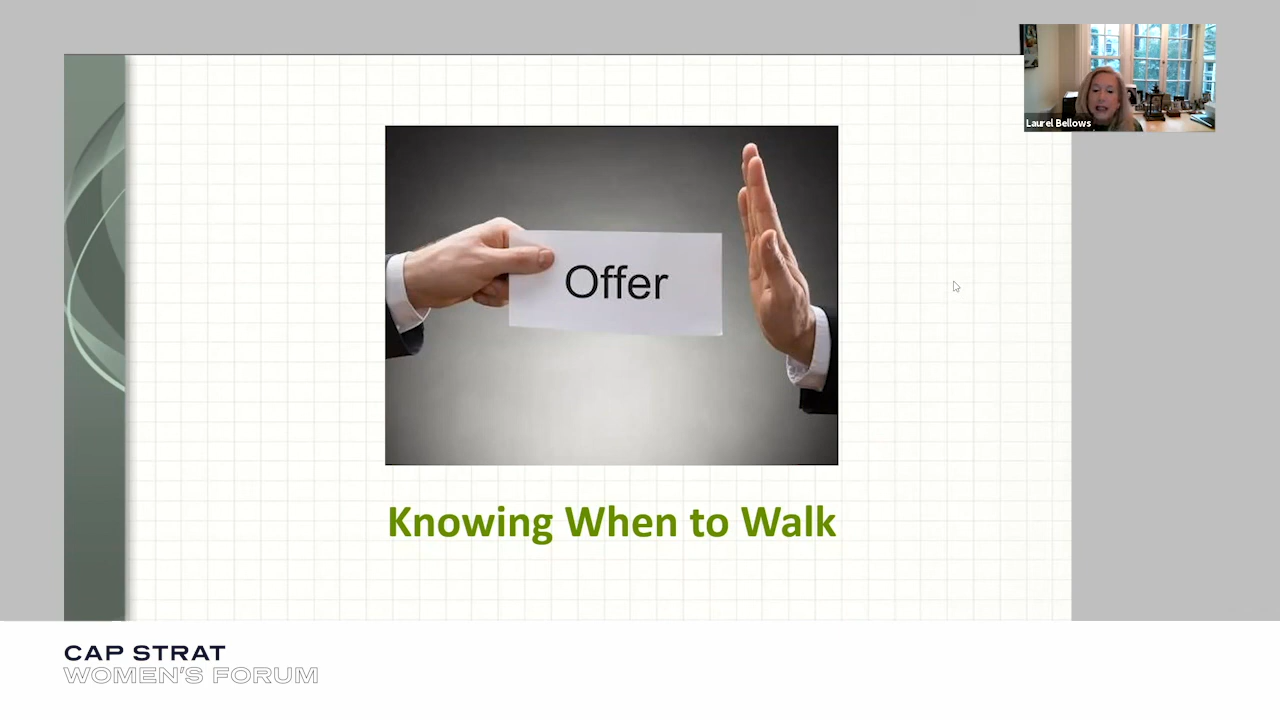 Laurel Bellows
Offer
Knowing When to Walk
CAP STRAT
WOMEN'S FORUM